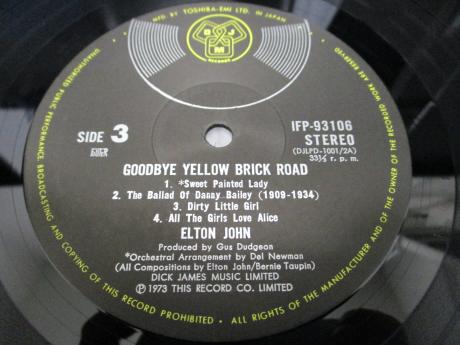 MFD. BY TOSHIBA-EMI LTD. IN JAPAN
DJM
RECORDS
SIDE 3
IFP-93106
STEREO
(DJLPD-1001/2A)
33⅓ r. p. m.
GOODBYE YELLOW BRICK ROAD
1. *Sweet Painted Lady
2. The Ballad Of Danny Bailey (1909-1934)
3. Dirty Little Girl
4. All The Girls Love Alice
ELTON JOHN
Produced by Gus Dudgeon
*Orchestral Arrangement by Del Newman
(All Compositions by Elton John/Bernie Taupin)
DICK JAMES MUSIC LIMITED
℗ 1973 THIS RECORD CO. LIMITED
UNAUTHORIZED PUBLIC PERFORMANCE, BROADCASTING AND COPYING OF THIS RECORD PROHIBITED • ALL RIGHTS OF THE MANUFACTURER AND OF THE OWNER OF THE RECORDED WORK ARE RESERVED